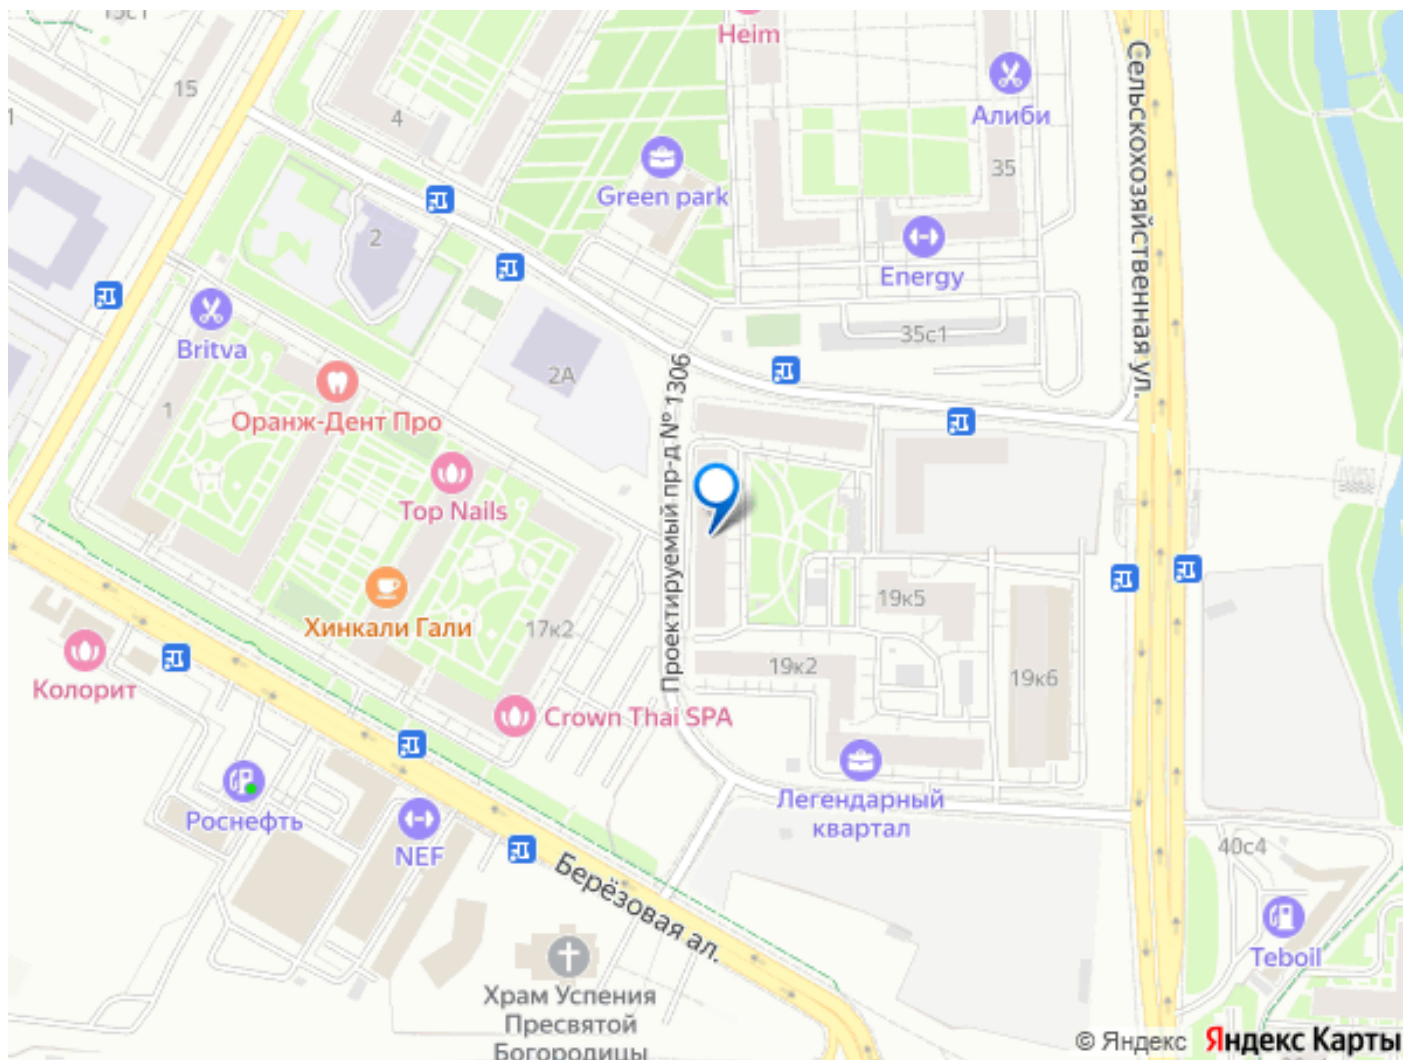 15с1
Heim
Сельскохозяйственная ул.
15
Алиби
4
1
35
Green park
2
Energy
Britva
35с1
2А
Проектируемый пр-д № 1306
1
Оранж-Дент Про
Top Nails
19к5
Хинкали Гали
17к2
19к2
19к6
Колорит
Crown Thai SPA
Легендарный
квартал
Роснефть
NEF
40с4
Берёзовая ал.
Teboil
Храм Успения
Пресвятой
Богородицы
© Яндекс Яндекс Карты